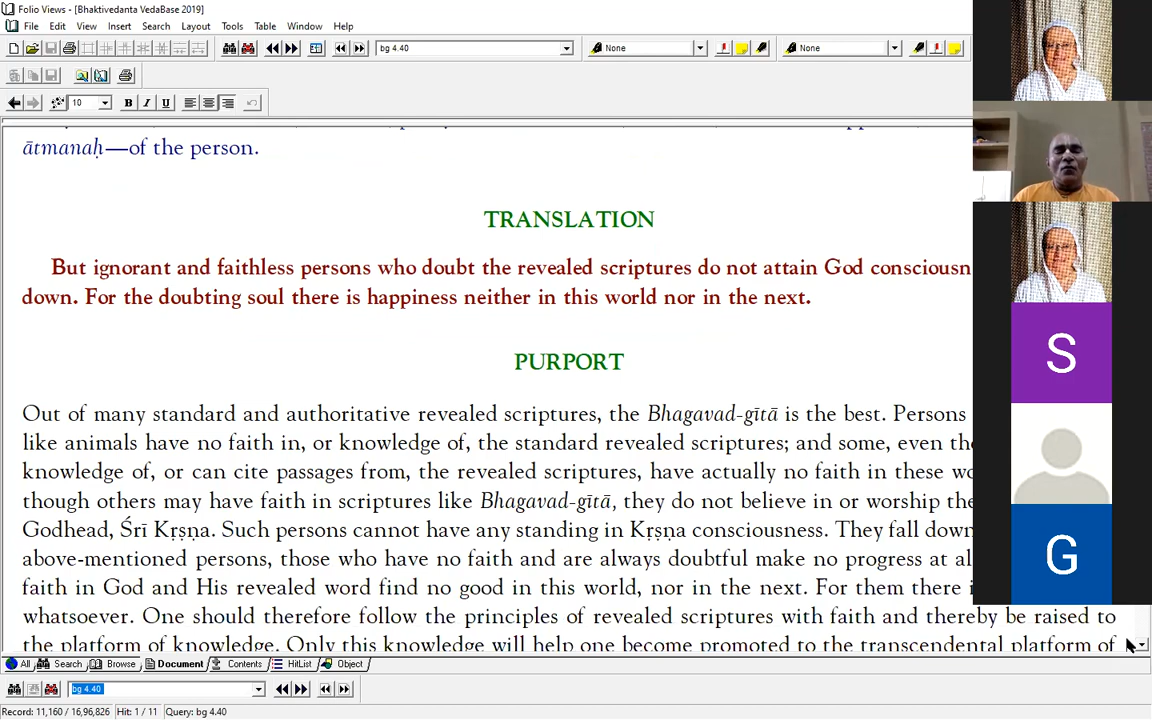 Folio Views - [Bhaktivedanta VedaBase 2019]
File Edit View Insert Search Layout Tools Table Window Help
bg 4.40 None None
10 B I U
ātmanaḥ—of the person.
TRANSLATION
But ignorant and faithless persons who doubt the revealed scriptures do not attain God consciousn
down. For the doubting soul there is happiness neither in this world nor in the next.
PURPORT
Out of many standard and authoritative revealed scriptures, the Bhagavad-gītā is the best. Persons
like animals have no faith in, or knowledge of, the standard revealed scriptures; and some, even the
knowledge of, or can cite passages from, the revealed scriptures, have actually no faith in these wo
though others may have faith in scriptures like Bhagavad-gītā, they do not believe in or worship the
Godhead, Śrī Kṛṣṇa. Such persons cannot have any standing in Kṛṣṇa consciousness. They fall down
above-mentioned persons, those who have no faith and are always doubtful make no progress at al
faith in God and His revealed word find no good in this world, nor in the next. For them there i
whatsoever. One should therefore follow the principles of revealed scriptures with faith and thereby be raised to
the platform of knowledge. Only this knowledge will help one become promoted to the transcendental platform of
All Search Browse Document Contents HitList Object
bg 4.40
Record: 11,160 / 16,96,826 Hit: 1 / 11 Query: bg 4.40
S
G